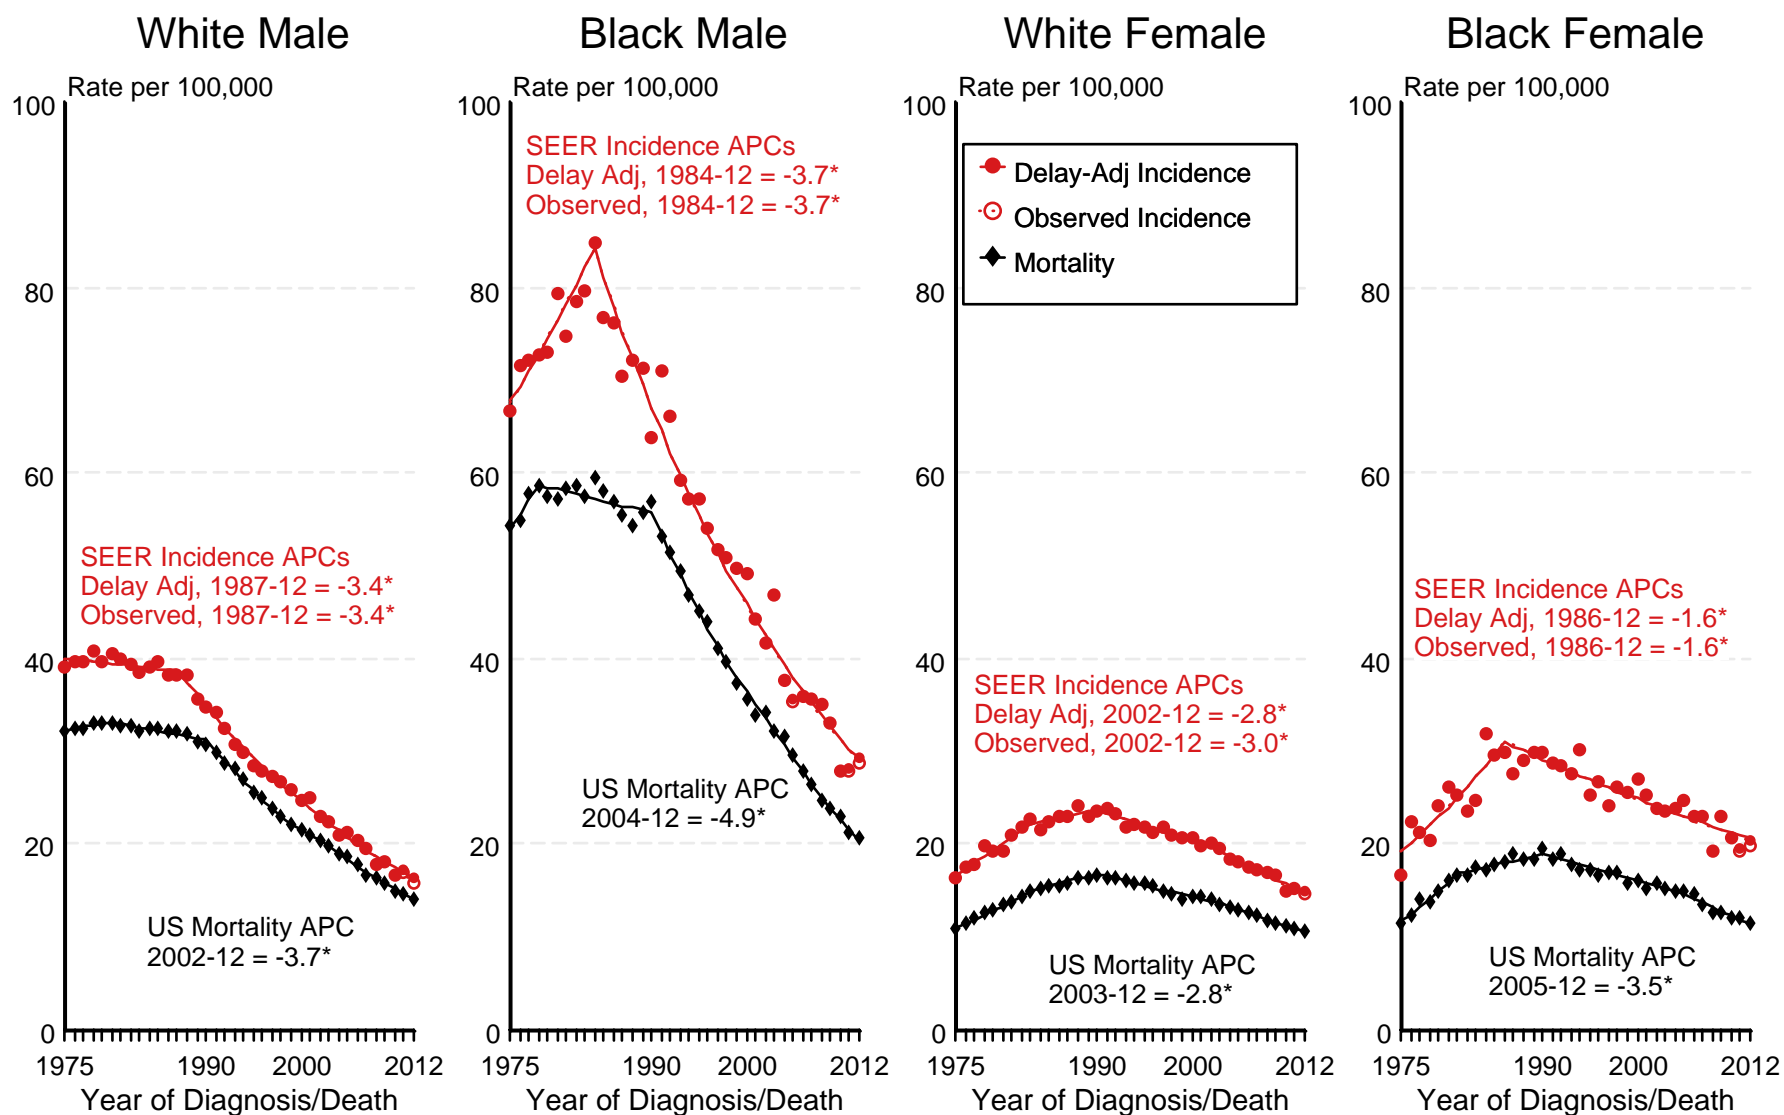 White Male
Rate per 100,000
100
80
60
40
20
0
SEER Incidence APCs
Delay Adj, 1987-12 = -3.4*
Observed, 1987-12 = -3.4*
US Mortality APC
2002-12 = -3.7*
1975
1990
2000
2012
Year of Diagnosis/Death
Black Male
Rate per 100,000
100
80
60
40
20
0
SEER Incidence APCs
Delay Adj, 1984-12 = -3.7*
Observed, 1984-12 = -3.7*
US Mortality APC
2004-12 = -4.9*
1975
1990
2000
2012
Year of Diagnosis/Death
White Female
Rate per 100,000
100
80
60
40
20
0
Delay-Adj Incidence
Observed Incidence
Mortality
SEER Incidence APCs
Delay Adj, 2002-12 = -2.8*
Observed, 2002-12 = -3.0*
US Mortality APC
2003-12 = -2.8*
1975
1990
2000
2012
Year of Diagnosis/Death
Black Female
Rate per 100,000
100
80
60
40
20
0
SEER Incidence APCs
Delay Adj, 1986-12 = -1.6*
Observed, 1986-12 = -1.6*
US Mortality APC
2005-12 = -3.5*
1975
1990
2000
2012
Year of Diagnosis/Death